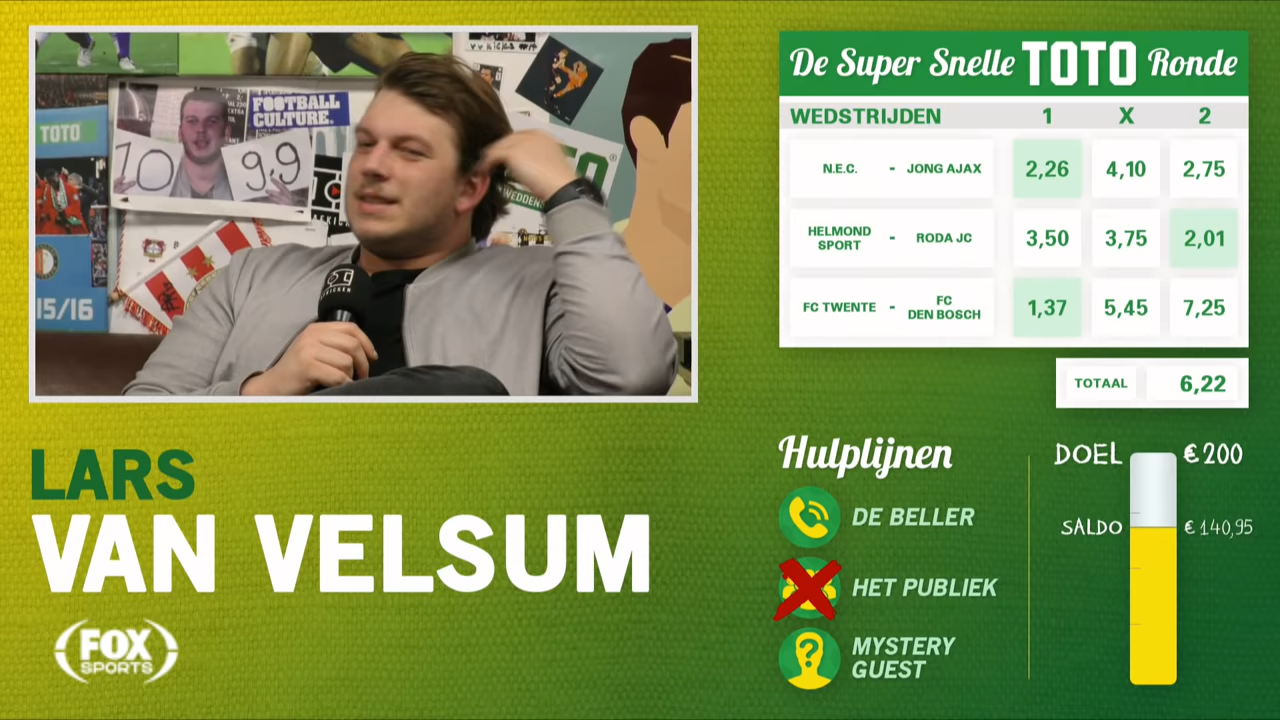 TOTO
15/16
10
9.9
FOOTBALL
CULTURE.
De Super Snelle TOTO Ronde
WEDSTRIJDEN 1 X 2
N.E.C. - JONG AJAX 2,26 4,10 2,75
HELMOND
SPORT - RODA JC 3,50 3,75 2,01
FC TWENTE - FC
DEN BOSCH 1,37 5,45 7,25
TOTAAL 6,22
LARS
VAN VELSUM
FOX
SPORTS
Hulplijnen
DE BELLER
HET PUBLIEK
MYSTERY
GUEST
DOEL €200
SALDO € 140,95